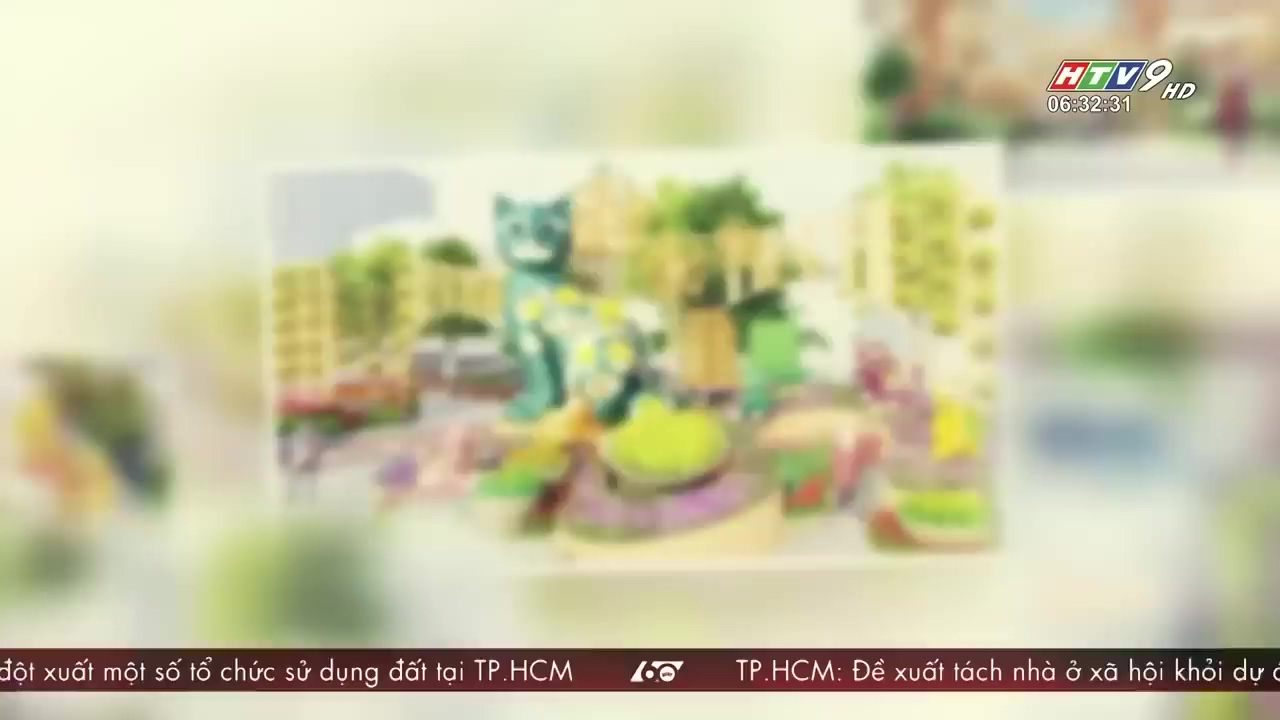 HTV9 HD
06:32:31
đột xuất một số tổ chức sử dụng đất tại TP.HCM 60 TP.HCM: Đề xuất tách nhà ở xã hội khỏi dự